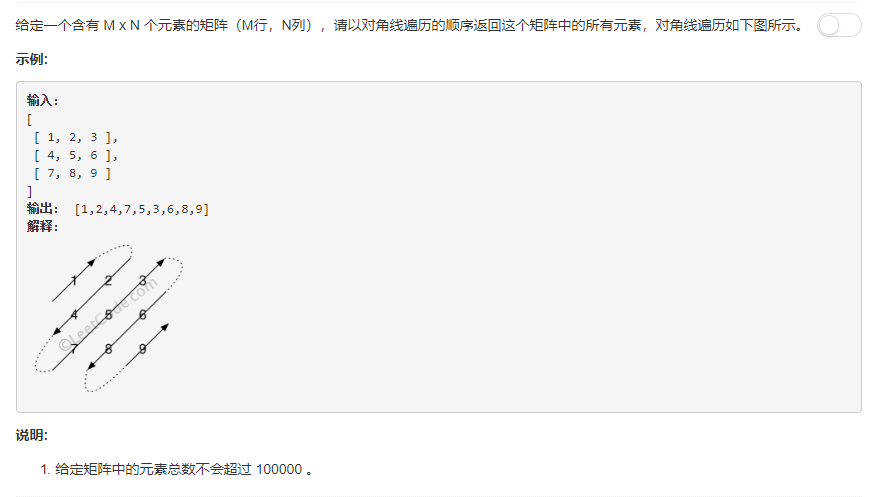 给定一个含有 M x N 个元素的矩阵（M行，N列），请以对角线遍历的顺序返回这个矩阵中的所有元素，对角线遍历如下图所示。
示例:
输入:
[
[ 1, 2, 3 ],
[ 4, 5, 6 ],
[ 7, 8, 9 ]
]
输出: [1,2,4,7,5,3,6,8,9]
解释:
1 2 3
4 5 6
7 8 9
©LeetCode.com
说明:
1. 给定矩阵中的元素总数不会超过 100000 。